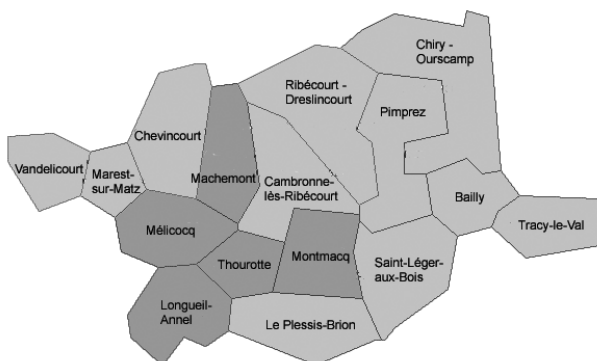 Chiry -
Ourscamp
Ribécourt -
Dreslincourt
Pimprez
Chevincourt
Vandelicourt
Marest-
sur-Matz
Machemont
Cambronne-
lès-Ribécourt
Bailly
Tracy-le-Val
Mélicocq
Thourotte
Montmacq
Saint-Léger-
aux-Bois
Longueil-
Annel
Le Plessis-Brion